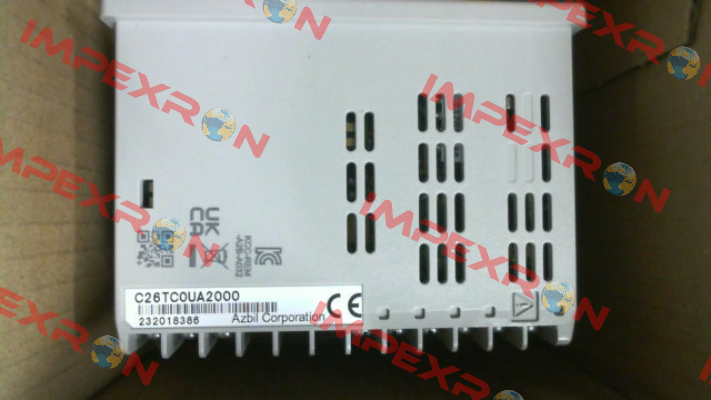 IMPEXRON
IMPEXRON
IMPEXRON
IMPEXRON
IMPEXRON
IMPEXRON
UK
CA
C26TC0UA2000
232018386
Azbil Corporation
CE